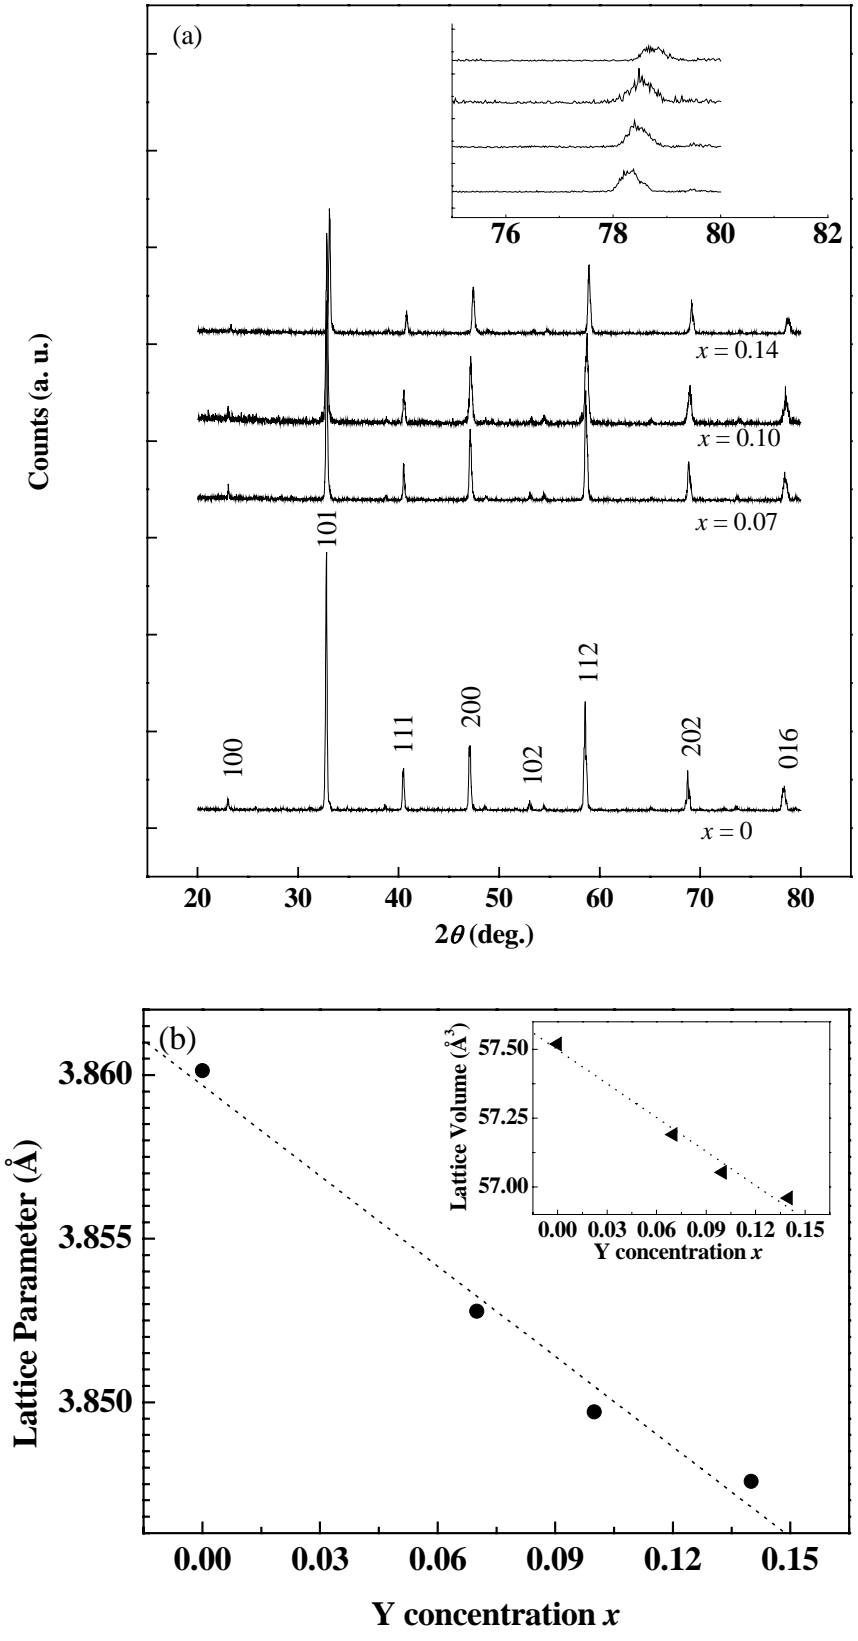 (a)
76 78 80 82
Counts (a. u.)
x = 0.14
x = 0.10
x = 0.07
101
112
200
111
202
016
100
102
x = 0
20 30 40 50 60 70 80
2θ (deg.)
(b)
3.860
3.855
3.850
Lattice Parameter (Å)
0.00 0.03 0.06 0.09 0.12 0.15
Y concentration x
Lattice Volume (Å3)
57.50
57.25
57.00
0.00 0.03 0.06 0.09 0.12 0.15
Y concentration x